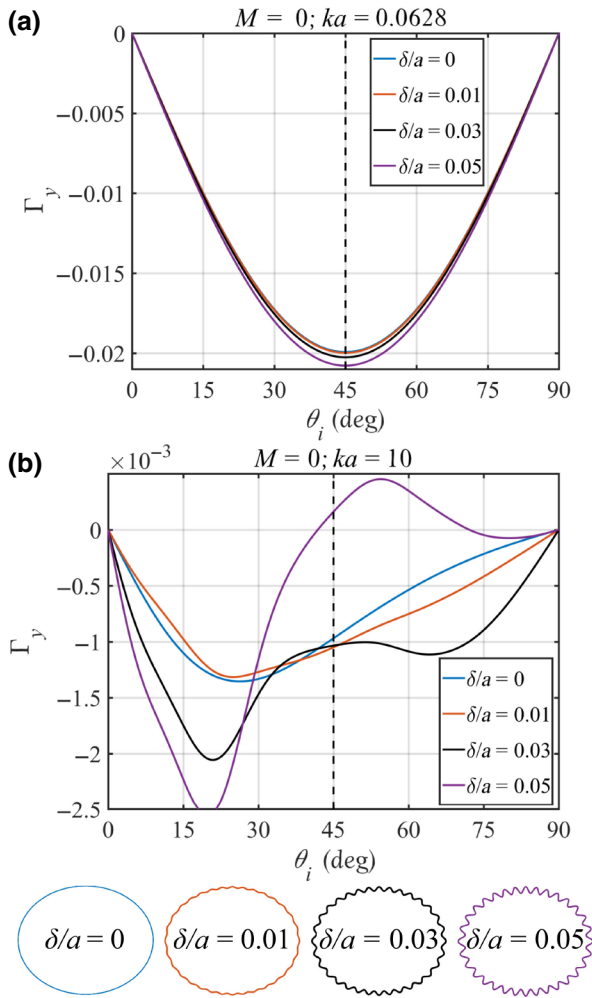 (a)
M = 0; ka = 0.0628
0
−0.005
−0.01
−0.015
−0.02
Γy
δ/a = 0
δ/a = 0.01
δ/a = 0.03
δ/a = 0.05
0 15 30 45 60 75 90
θi (deg)
(b)
×10−3
M = 0; ka = 10
0
-0.5
-1
-1.5
-2
-2.5
Γy
δ/a = 0
δ/a = 0.01
δ/a = 0.03
δ/a = 0.05
0 15 30 45 60 75 90
θi (deg)
δ/a = 0 δ/a = 0.01 δ/a = 0.03 δ/a = 0.05